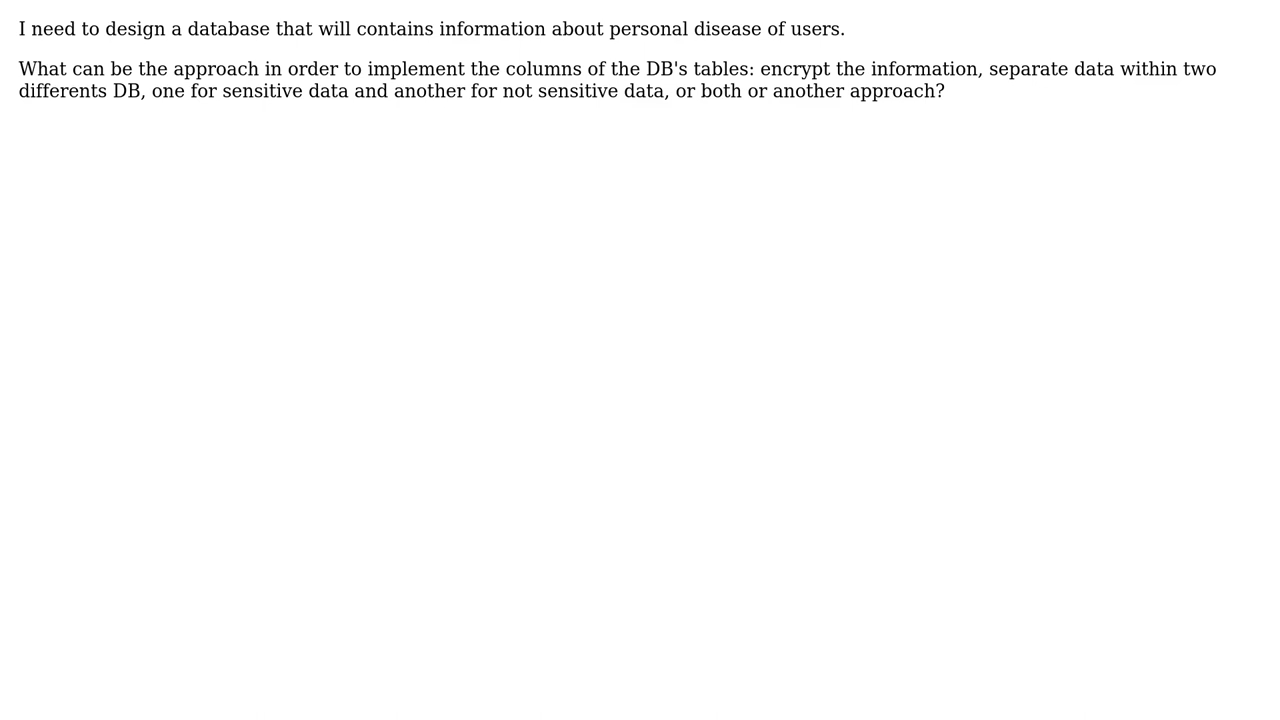 I need to design a database that will contains information about personal disease of users.
What can be the approach in order to implement the columns of the DB's tables: encrypt the information, separate data within two
differents DB, one for sensitive data and another for not sensitive data, or both or another approach?